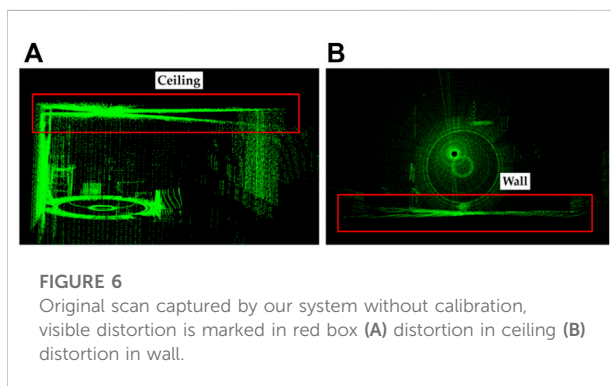 A
B
Ceiling
Wall
FIGURE 6
Original scan captured by our system without calibration,
visible distortion is marked in red box (A) distortion in ceiling (B)
distortion in wall.